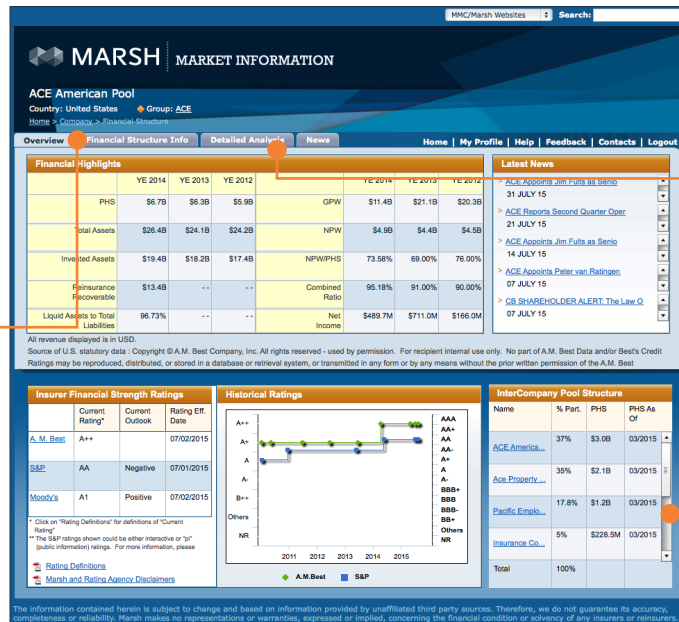 MMC/Marsh Websites Search:
MARSH MARKET INFORMATION
ACE American Pool
Country: United States Group: ACE
Home > Company > Financial Structure
Overview Financial Structure Info Detailed Analysis News
Home | My Profile | Help | Feedback | Contacts | Logout
Financial Highlights
YE 2014 YE 2013 YE 2012 YE 2014 YE 2013 YE 2012
PHS $6.7B $6.3B $5.9B GPW $11.4B $21.1B $20.3B
Total Assets $26.4B $24.1B $24.2B NPW $4.9B $4.4B $4.5B
Invested Assets $19.4B $18.2B $17.4B NPW/PHS 73.58% 69.00% 76.00%
Reinsurance Recoverable $13.4B -- -- Combined Ratio 95.18% 91.00% 90.00%
Liquid Assets to Total Liabilities 96.73% -- -- Net Income $489.7M $711.0M $166.0M
Latest News
> ACE Appoints Jim Fults as Senio
31 JULY 15
> ACE Reports Second Quarter Oper
21 JULY 15
> ACE Appoints Jim Fults as Senio
14 JULY 15
> ACE Appoints Peter van Ratingen
07 JULY 15
> CB SHAREHOLDER ALERT: The Law O
07 JULY 15
All revenue displayed is in USD.
Source of U.S. statutory data : Copyright © A.M. Best Company, Inc. All rights reserved - used by permission. For recipient internal use only. No part of A.M. Best Data and/or Best's Credit
Ratings may be reproduced, distributed, or stored in a database or retrieval system, or transmitted in any form or by any means without the prior written permission of the A.M. Best
Insurer Financial Strength Ratings
Current Rating* Current Outlook Rating Eff. Date
A. M. Best A++ 07/02/2015
S&P AA Negative 07/01/2015
Moody's A1 Positive 07/02/2015
* Click on "Rating Definitions" for definitions of "Current
Rating"
** The S&P ratings shown could be either interactive or "pi"
(public information) ratings. For more information, please
Rating Definitions
Marsh and Rating Agency Disclaimers
Historical Ratings
A++
A+
A
A-
B++
Others
NR
AAA
AA+
AA
AA-
A+
A
A-
BBB+
BBB
BBB-
BB+
Others
NR
2011 2012 2013 2014 2015
A.M.Best S&P
InterCompany Pool Structure
Name % Part. PHS PHS As Of
ACE America... 37% $3.0B 03/2015
Ace Property ... 35% $2.1B 03/2015
Pacific Emplo... 17.8% $1.2B 03/2015
Insurance Co... 5% $228.5M 03/2015
Total 100%
The information contained herein is subject to change and based on information provided by unaffiliated third party sources. Therefore, we do not guarantee its accuracy,
completeness or reliability. Marsh makes no representations or warranties, expressed or implied, concerning the financial condition or solvency of any insurers or reinsurers.